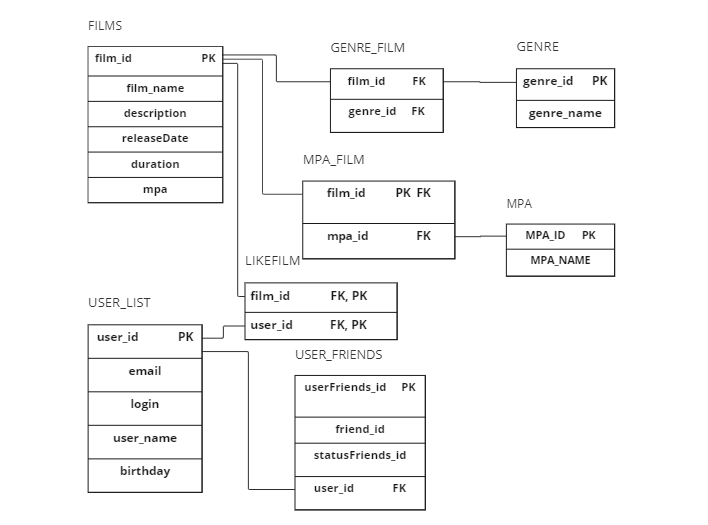 FILMS
film_id PK
film_name
description
releaseDate
duration
mpa
GENRE_FILM
film_id FK
genre_id FK
GENRE
genre_id PK
genre_name
MPA_FILM
film_id PK FK
mpa_id FK
MPA
MPA_ID PK
MPA_NAME
LIKEFILM
film_id FK, PK
user_id FK, PK
USER_LIST
user_id PK
email
login
user_name
birthday
USER_FRIENDS
userFriends_id PK
friend_id
statusFriends_id
user_id FK